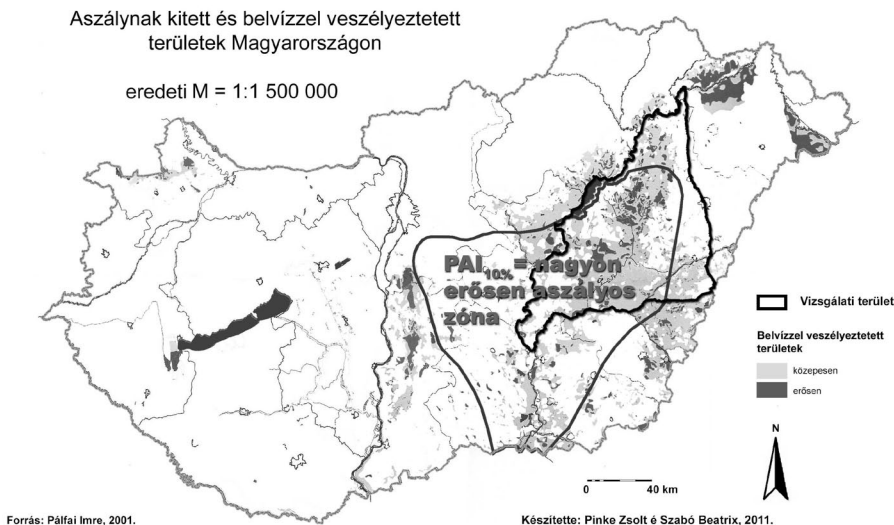 Aszálynak kitett és belvízzel veszélyeztetett
területek Magyarországon
eredeti M = 1:1 500 000
PAI10%= nagyon
erősen aszályos
zóna
Vizsgálati terület
Belvízzel veszélyeztetett
területek
közepesen
erősen
N
0 40 km
Forrás: Pálfai Imre, 2001.
Készítette: Pinke Zsolt é Szabó Beatrix, 2011.